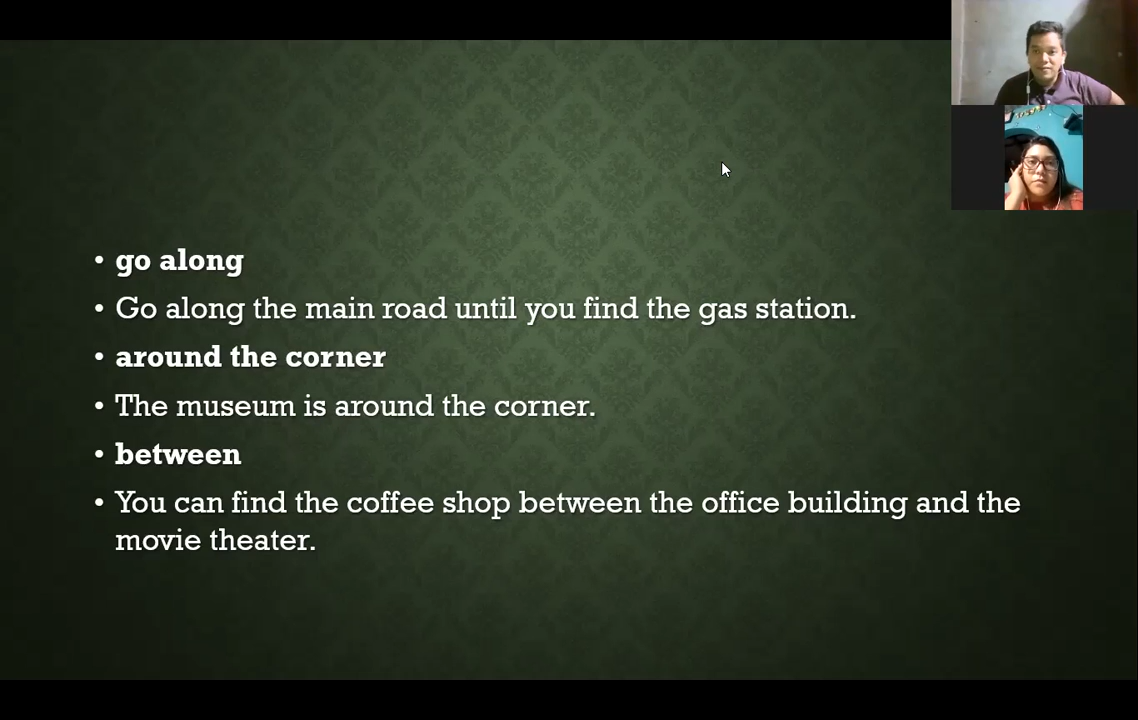 • go along
• Go along the main road until you find the gas station.
• around the corner
• The museum is around the corner.
• between
• You can find the coffee shop between the office building and the
movie theater.